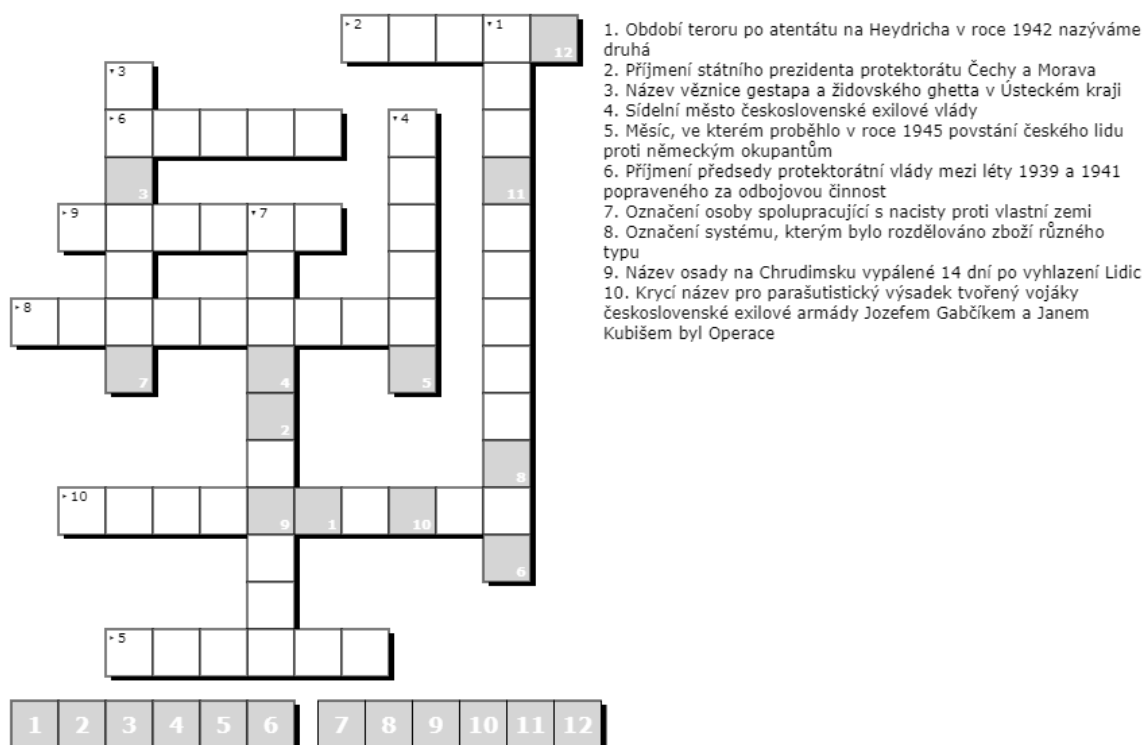 2
1
12
3
6
4
3
11
9
7
8
7
4
5
2
8
10
9
1
10
6
5
1 2 3 4 5 6 7 8 9 10 11 12
1. Období teroru po atentátu na Heydricha v roce 1942 nazýváme
druhá
2. Příjmení státního prezidenta protektorátu Čechy a Morava
3. Název věznice gestapa a židovského ghetta v Ústeckém kraji
4. Sídelní město československé exilové vlády
5. Měsíc, ve kterém proběhlo v roce 1945 povstání českého lidu
proti německým okupantům
6. Příjmení předsedy protektorátní vlády mezi léty 1939 a 1941
popraveného za odbojovou činnost
7. Označení osoby spolupracující s nacisty proti vlastní zemi
8. Označení systému, kterým bylo rozdělováno zboží různého
typu
9. Název osady na Chrudimsku vypálené 14 dní po vyhlazení Lidic
10. Krycí název pro parašutistický výsadek tvořený vojáky
československé exilové armády Jozefem Gabčíkem a Janem
Kubišem byl Operace